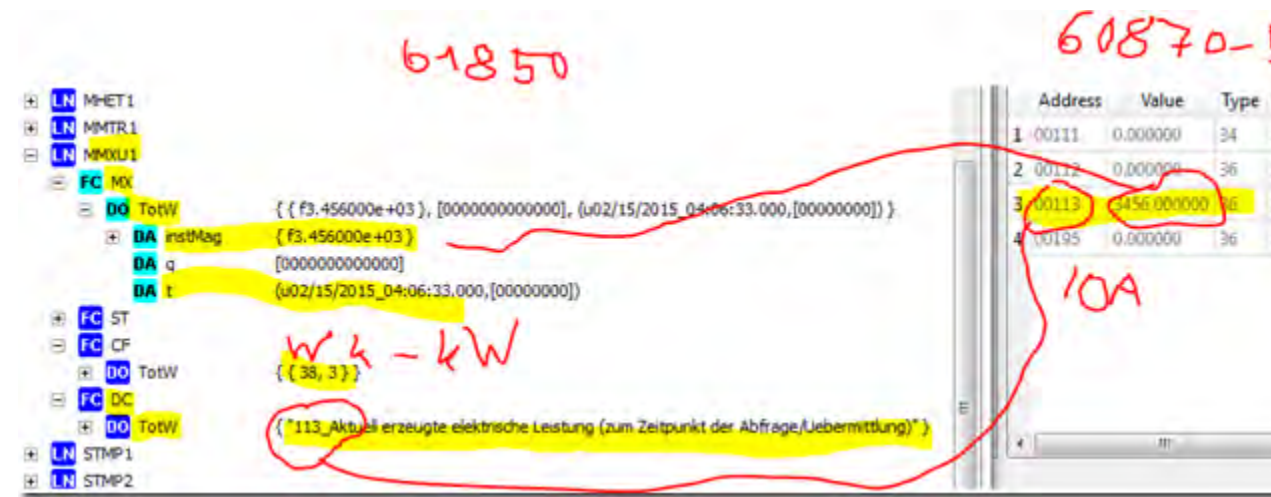 61850
60870-5
LN MHET1
LN MMTR1
LN MMXU1
FC MX
DO TotW { { f3.456000e+03 }, [0000000000000], (u02/15/2015_04:06:33.000,[00000000]) }
DA instMag { f3.456000e+03 }
DA q [0000000000000]
DA t (u02/15/2015_04:06:33.000,[00000000])
FC ST
FC CF
W k - kW
DO TotW { { 38, 3 } }
FC DC
DO TotW { "113_Aktuell erzeugte elektrische Leistung (zum Zeitpunkt der Abfrage/Uebermittlung)" }
LN STMP1
LN STMP2
Address Value Type
1 00111 0.000000 34
2 00112 0.000000 36
3 00113 3456.000000 36
4 00195 0.000000 36
IOA